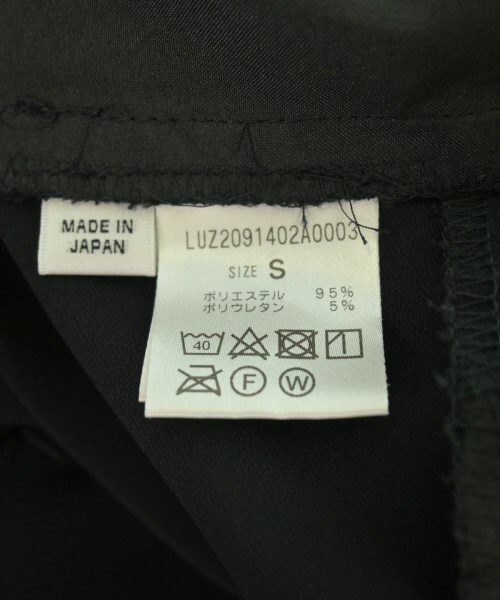 MADE IN
JAPAN
LUZ2091402A0003
SIZE S
ポリエステル 95%
ポリウレタン 5%
40
F W